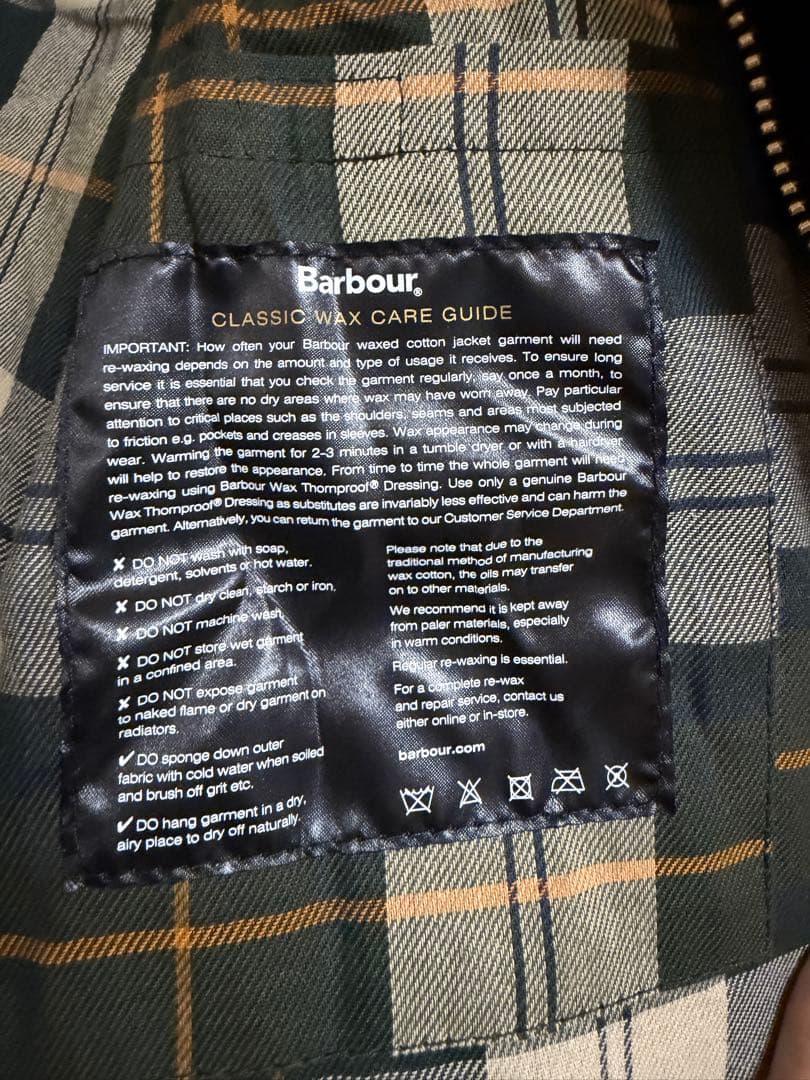 Barbour®
CLASSIC WAX CARE GUIDE
IMPORTANT: How often your Barbour waxed cotton jacket garment will need
re-waxing depends on the amount and type of usage it receives. To ensure long
service it is essential that you check the garment regularly, say once a month, to
ensure that there are no dry areas where wax may have worn away. Pay particular
attention to critical places such as the shoulders, seams and areas most subjected
to friction e.g. pockets and creases in sleeves. Wax appearance may change during
wear. Warming the garment for 2–3 minutes in a tumble dryer or with a hairdryer
will help to restore the appearance. From time to time the whole garment will need
re-waxing using Barbour Wax Thornproof® Dressing. Use only a genuine Barbour
Wax Thornproof® Dressing as substitutes are invariably less effective and can harm the
garment. Alternatively, you can return the garment to our Customer Service Department.
✘ DO NOT wash with soap,
detergent, solvents or hot water.
✘ DO NOT dry clean, starch or iron.
✘ DO NOT machine wash.
✘ DO NOT store wet garment
in a confined area.
✘ DO NOT expose garment
to naked flame or dry garment on
radiators.
✔ DO sponge down outer
fabric with cold water when soiled
and brush off grit etc.
✔ DO hang garment in a dry,
airy place to dry off naturally.
Please note that due to the
traditional method of manufacturing
wax cotton, the oils may transfer
on to other materials.
We recommend it is kept away
from paler materials, especially
in warm conditions.
Regular re-waxing is essential.
For a complete re-wax
and repair service, contact us
either online or in-store.
barbour.com